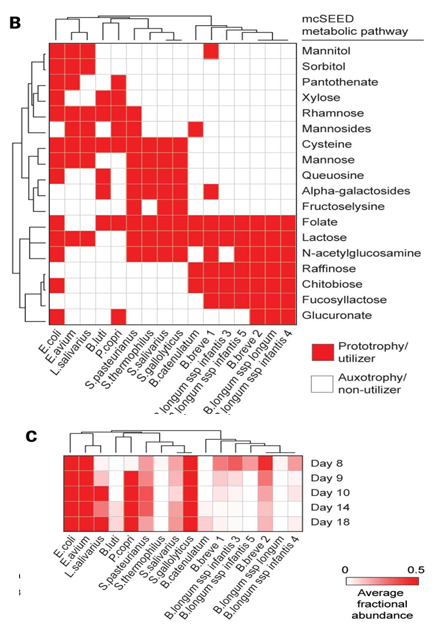 B
mcSEED
metabolic pathway
Mannitol
Sorbitol
Pantothenate
Xylose
Rhamnose
Mannosides
Cysteine
Mannose
Queuosine
Alpha-galactosides
Fructoselysine
Folate
Lactose
N-acetylglucosamine
Raffinose
Chitobiose
Fucosyllactose
Glucuronate
E.coli
E.avium
L.salivarius
B.luti
P.copri
S.pasteurianus
S.thermophilus
S.salivarius
S.gallolyticus
B.catenulatum
B.breve 1
longum ssp infantis 3
longum ssp infantis 5
B.breve 2
B.longum ssp longum
longum ssp infantis 4
Prototrophy/
utilizer
Auxotrophy/
non-utilizer
C
Day 8
Day 9
Day 10
Day 14
Day 18
E.coli
E.avium
L.salivarius
B.luti
P.copri
S.pasteurianus
S.thermophilus
S.salivarius
S.gallolyticus
B.catenulatum
B.breve 1
B.longum ssp infantis 3
B.longum ssp infantis 5
B.breve 2
B.longum ssp longum
B.longum ssp infantis 4
0 0.5
Average
fractional
abundance